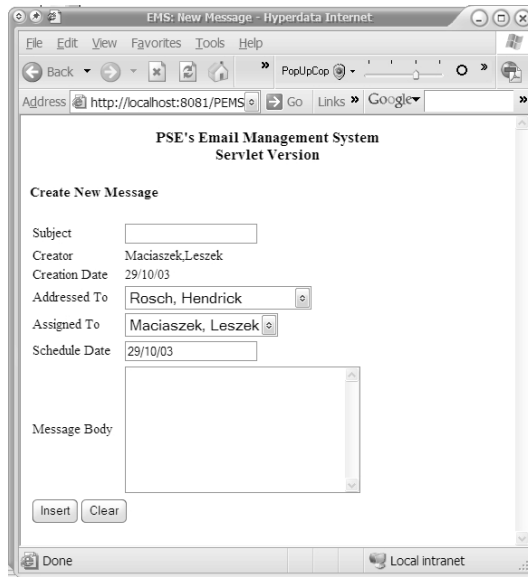 EMS: New Message - Hyperdata Internet
File Edit View Favorites Tools Help
Back » PopUpCop »
Address http://localhost:8081/PEMS Go Links » Google »
PSE's Email Management System
Servlet Version
Create New Message
Subject
Creator Maciaszek,Leszek
Creation Date 29/10/03
Addressed To Rosch, Hendrick
Assigned To Maciaszek, Leszek
Schedule Date 29/10/03
Message Body
Insert Clear
Done Local intranet